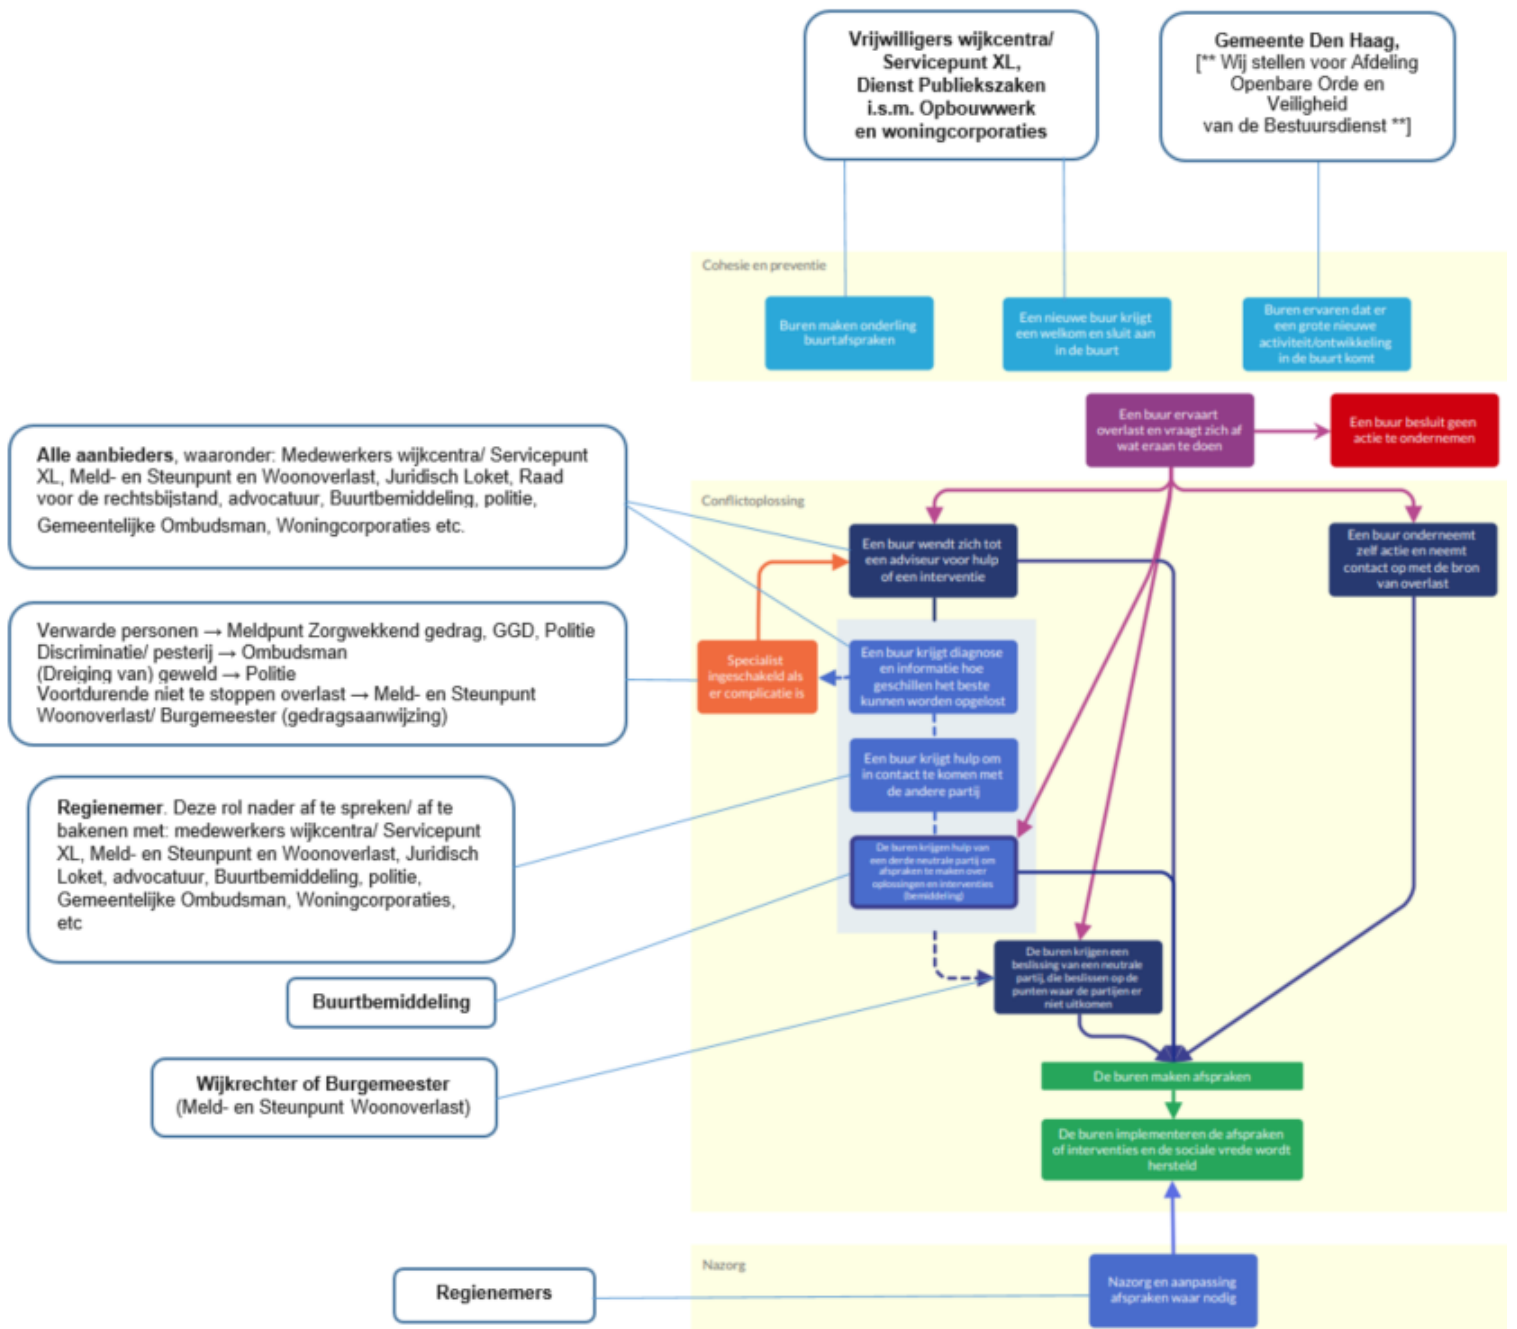 Vrijwilligers wijkcentra/
Servicepunt XL,
Dienst Publiekszaken
i.s.m. Opbouwwerk
en woningcorporaties
Gemeente Den Haag,
[** Wij stellen voor Afdeling
Openbare Orde en
Veiligheid
van de Bestuursdienst **]
Cohesie en preventie
Buren maken onderling
buurtafspraken
Een nieuwe buur krijgt
een welkom en sluit aan
in de buurt
Buren ervaren dat er
een grote nieuwe
activiteit/ontwikkeling
in de buurt komt
Een buur ervaart
overlast en vraagt zich af
wat eraan te doen
Een buur besluit geen
actie te ondernemen
Alle aanbieders, waaronder: Medewerkers wijkcentra/ Servicepunt
XL, Meld- en Steunpunt en Woonoverlast, Juridisch Loket, Raad
voor de rechtsbijstand, advocatuur, Buurtbemiddeling, politie,
Gemeentelijke Ombudsman, Woningcorporaties etc.
Conflictoplossing
Een buur wendt zich tot
een adviseur voor hulp
of een interventie
Een buur onderneemt
zelf actie en neemt
contact op met de bron
van overlast
Verwarde personen → Meldpunt Zorgwekkend gedrag, GGD, Politie
Discriminatie/ pesterij → Ombudsman
(Dreiging van) geweld → Politie
Voortdurende niet te stoppen overlast → Meld- en Steunpunt
Woonoverlast/ Burgemeester (gedragsaanwijzing)
Specialist
ingeschakeld als
er complicatie is
Een buur krijgt diagnose
en informatie hoe
geschillen het beste
kunnen worden opgelost
Een buur krijgt hulp om
in contact te komen met
de andere partij
Regienemer. Deze rol nader af te spreken/ af te
bakenen met: medewerkers wijkcentra/ Servicepunt
XL, Meld- en Steunpunt en Woonoverlast, Juridisch
Loket, advocatuur, Buurtbemiddeling, politie,
Gemeentelijke Ombudsman, Woningcorporaties,
etc
De buren krijgen hulp van
een derde neutrale partij om
afspraken te maken over
oplossingen en interventies
(bemiddeling)
De buren krijgen een
beslissing van een neutrale
partij, die beslissen op de
punten waar de partijen er
niet uitkomen
Buurtbemiddeling
Wijkrechter of Burgemeester
(Meld- en Steunpunt Woonoverlast)
De buren maken afspraken
De buren implementeren de afspraken
of interventies en de sociale vrede wordt
hersteld
Nazorg
Nazorg en aanpassing
afspraken waar nodig
Regienemers